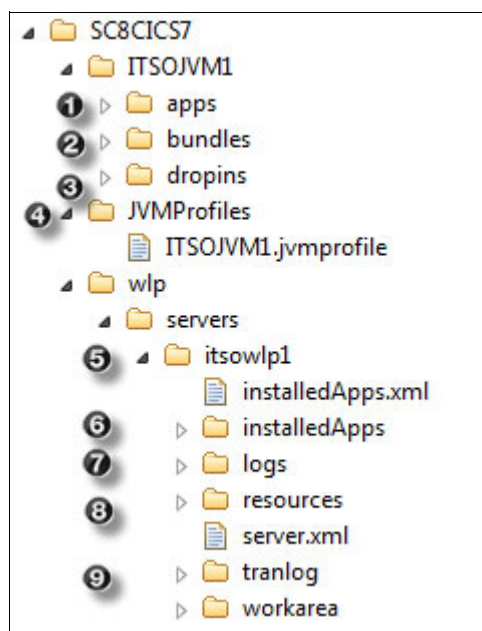 SC8CICS7
ITSOJVM1
1 apps
2 bundles
3 dropins
4 JVMProfiles
ITSOJVM1.jvmprofile
wlp
servers
5 itsowlp1
installedApps.xml
6 installedApps
7 logs
8 resources
server.xml
9 tranlog
workarea